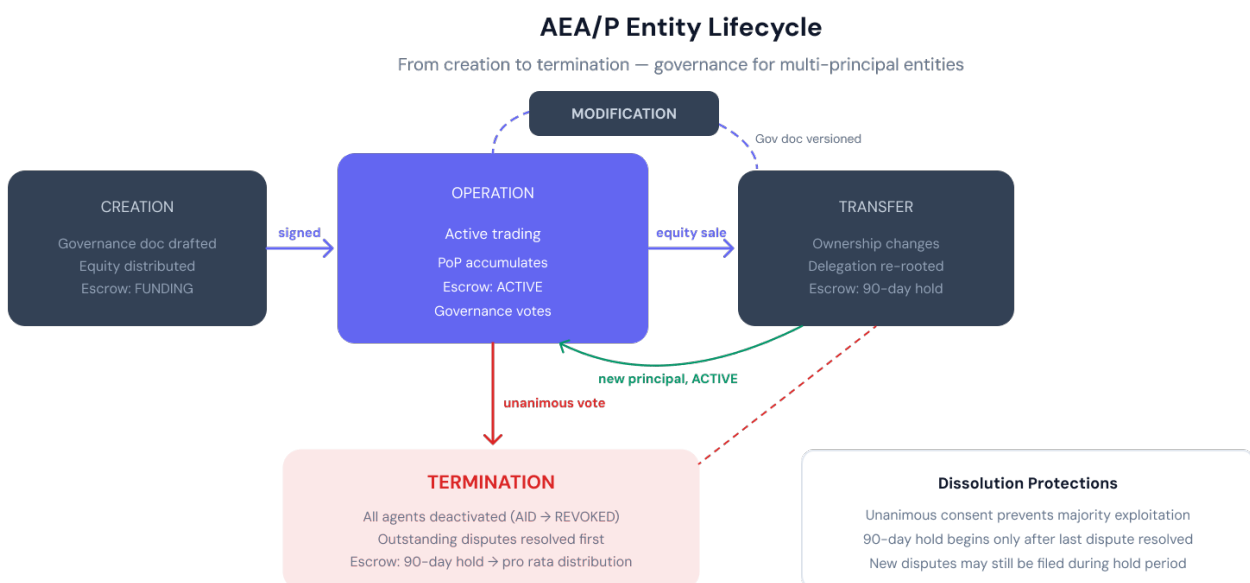 AEA/P Entity Lifecycle
From creation to termination — governance for multi-principal entities
MODIFICATION
Gov doc versioned
CREATION
Governance doc drafted
Equity distributed
Escrow: FUNDING
signed
OPERATION
Active trading
PoP accumulates
Escrow: ACTIVE
Governance votes
equity sale
TRANSFER
Ownership changes
Delegation re-rooted
Escrow: 90-day hold
new principal, ACTIVE
unanimous vote
TERMINATION
All agents deactivated (AID → REVOKED)
Outstanding disputes resolved first
Escrow: 90-day hold → pro rata distribution
Dissolution Protections
Unanimous consent prevents majority exploitation
90-day hold begins only after last dispute resolved
New disputes may still be filed during hold period